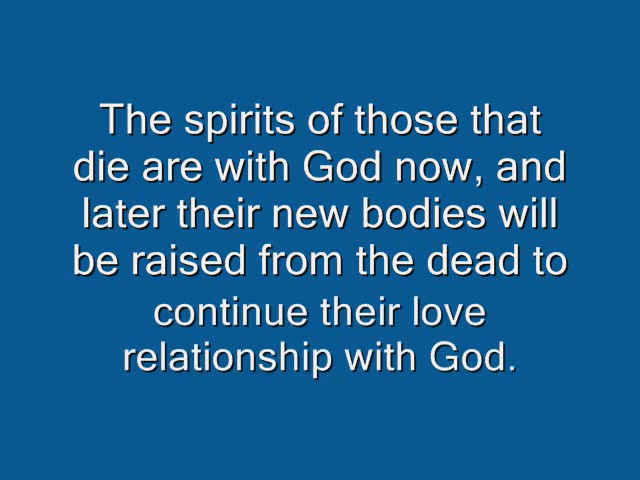 The spirits of those that
die are with God now, and
later their new bodies will
be raised from the dead to
continue their love
relationship with God.